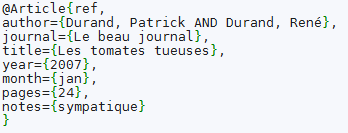 @Article{ref,
author={Durand, Patrick AND Durand, René},
journal={Le beau journal},
title={Les tomates tueuses},
year={2007},
month={jan},
pages={24},
notes={sympatique}
}